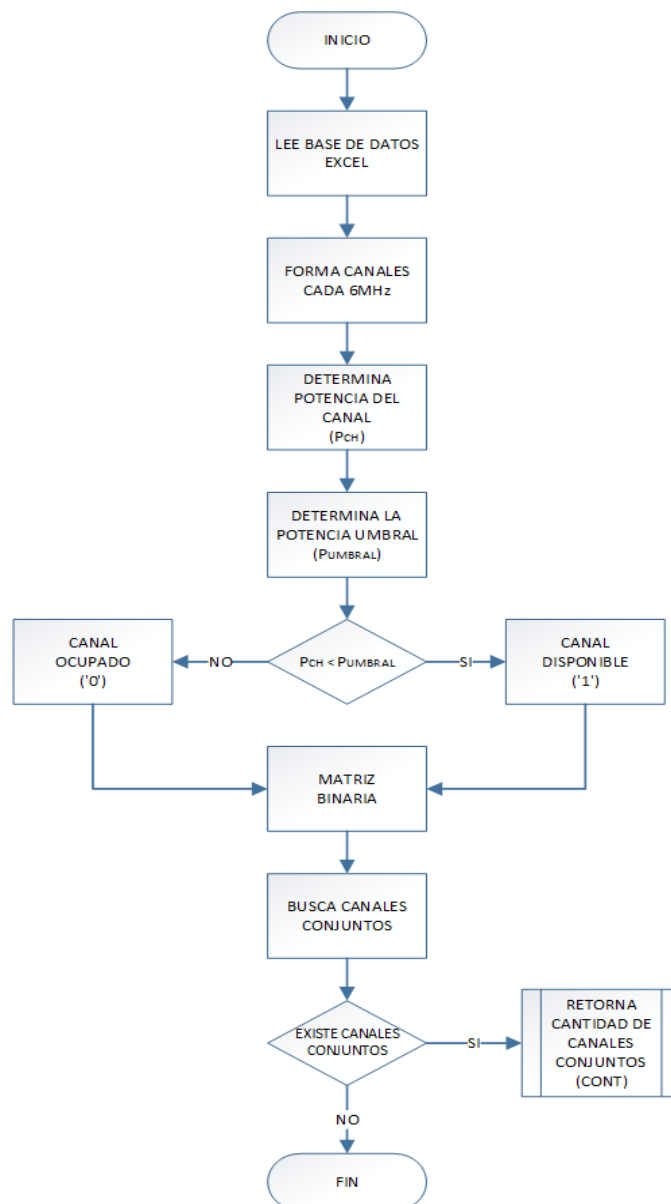 INICIO
LEE BASE DE DATOS
EXCEL
FORMA CANALES
CADA 6MHz
DETERMINA
POTENCIA DEL
CANAL
(PCH)
DETERMINA LA
POTENCIA UMBRAL
(PUMBRAL)
CANAL
OCUPADO
('0')
NO
PCH < PUMBRAL
SI
CANAL
DISPONIBLE
('1')
MATRIZ
BINARIA
BUSCA CANALES
CONJUNTOS
EXISTE CANALES
CONJUNTOS
SI
RETORNA
CANTIDAD DE
CANALES
CONJUNTOS
(CONT)
NO
FIN